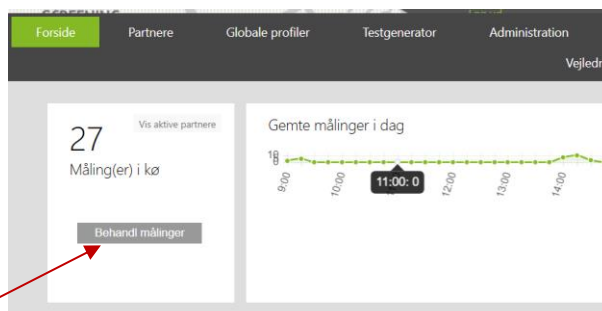 Forside Partnere Globale profiler Testgenerator Administration
Vis aktive partnere
27
Måling(er) i kø
Behandl målinger
Gemte målinger i dag
11:00: 0
9:00 10:00 12:00 13:00 14:00